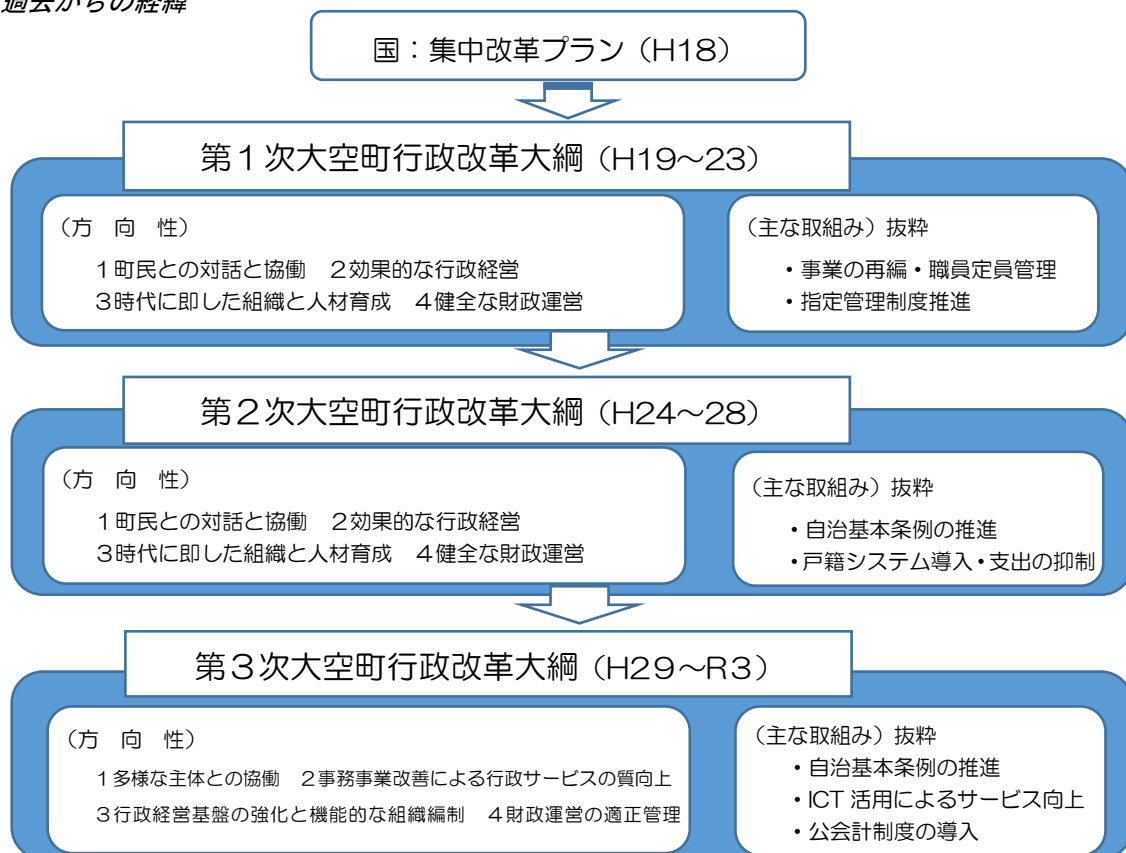 過去からの経緯
国：集中改革プラン（H18）
第１次大空町行政改革大綱（H19～23）
（方　向　性）
１町民との対話と協働　２効果的な行政経営
３時代に即した組織と人材育成　４健全な財政運営
（主な取組み）抜粋
・事業の再編・職員定員管理
・指定管理制度推進
第２次大空町行政改革大綱（H24～28）
（方　向　性）
１町民との対話と協働　２効果的な行政経営
３時代に即した組織と人材育成　４健全な財政運営
（主な取組み）抜粋
・自治基本条例の推進
・戸籍システム導入・支出の抑制
第３次大空町行政改革大綱（H29～R3）
（方　向　性）
１多様な主体との協働　２事務事業改善による行政サービスの質向上
３行政経営基盤の強化と機能的な組織編制　４財政運営の適正管理
（主な取組み）抜粋
・自治基本条例の推進
・ICT 活用によるサービス向上
・公会計制度の導入